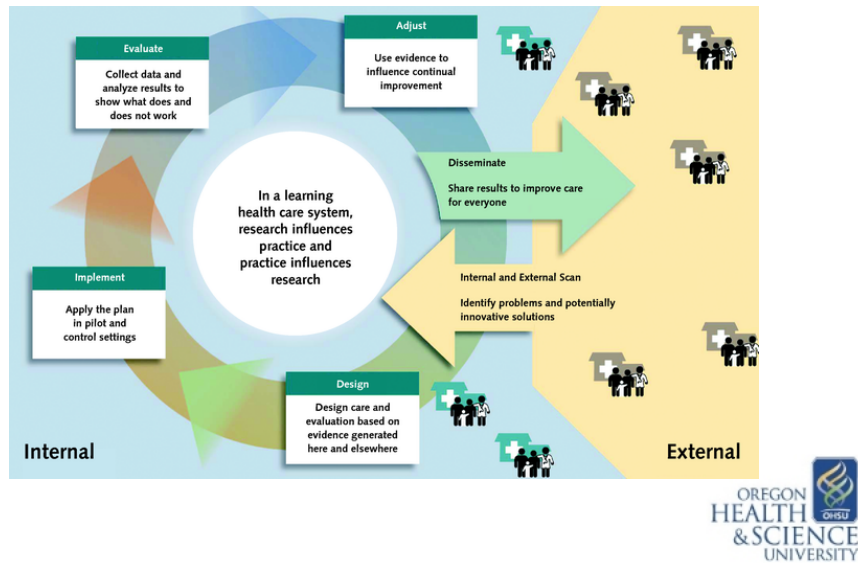 Adjust
Use evidence to
influence continual
improvement
Evaluate
Collect data and
analyze results to
show what does and
does not work
Disseminate
Share results to improve care
for everyone
In a learning
health care system,
research influences
practice and
practice influences
research
Internal and External Scan
Identify problems and potentially
innovative solutions
Implement
Apply the plan
in pilot and
control settings
Design
Design care and
evaluation based on
evidence generated
here and elsewhere
Internal
External
OREGON
HEALTH
OHSU
& SCIENCE
UNIVERSITY